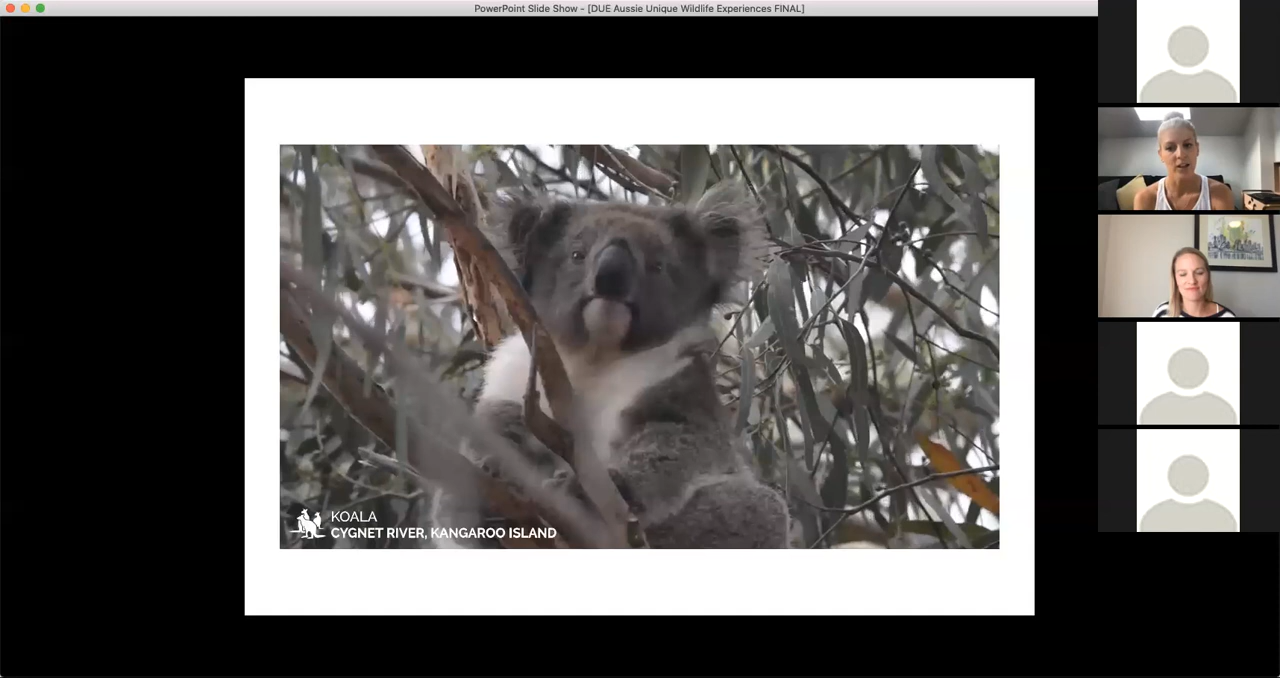 PowerPoint Slide Show - [DUE Aussie Unique Wildlife Experiences FINAL]
KOALA
CYGNET RIVER, KANGAROO ISLAND